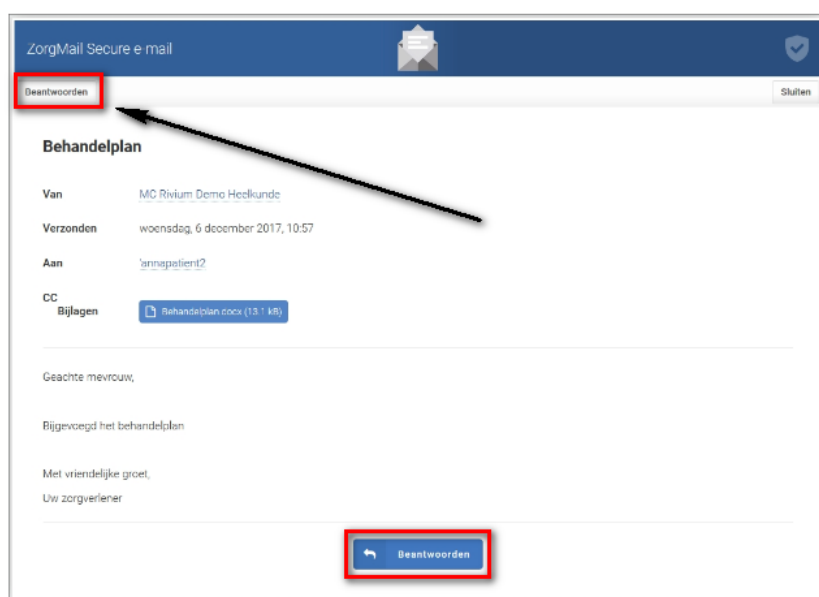 ZorgMail Secure e-mail
Beantwoorden
Sluiten
Behandelplan
Van MC Rivium Demo Heelkunde
Verzonden woensdag, 6 december 2017, 10:57
Aan 'annapatient2
CC
Bijlagen Behandelplan.docx (13.1 kB)
Geachte mevrouw,
Bijgevoegd het behandelplan
Met vriendelijke groet,
Uw zorgverlener
Beantwoorden